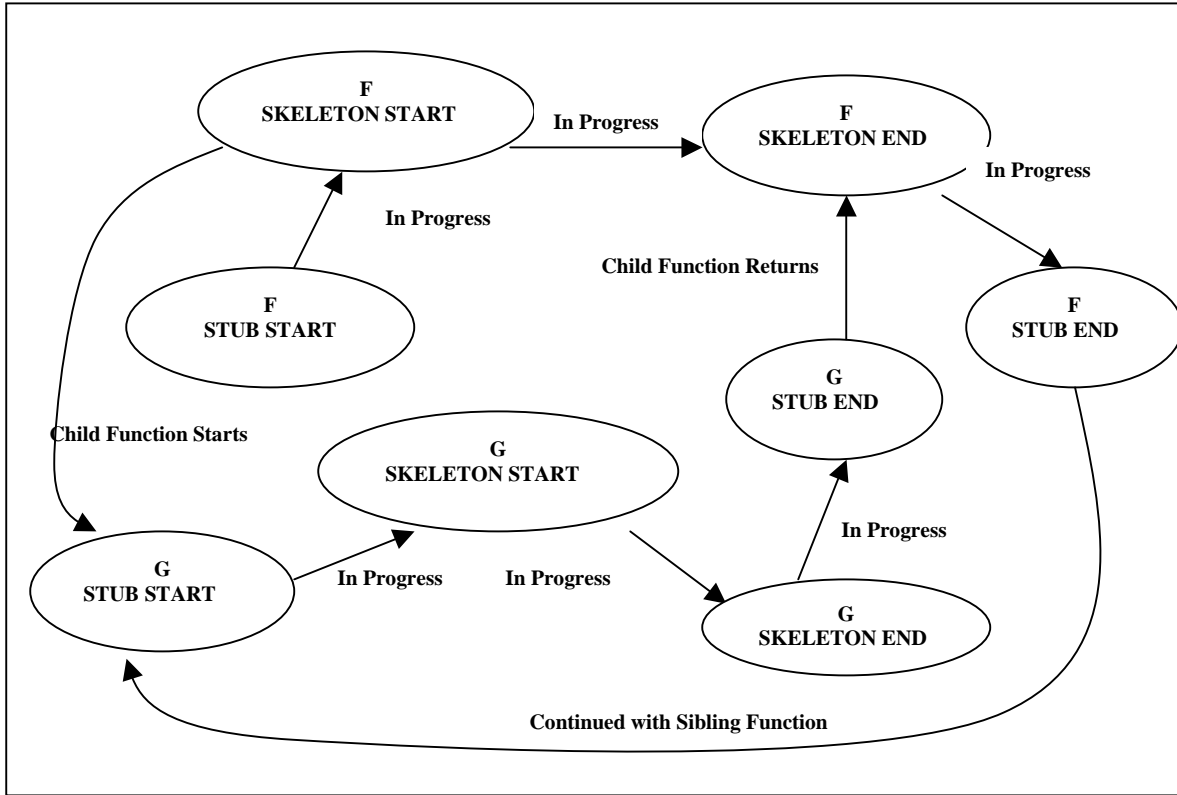 F
SKELETON START
In Progress
F
SKELETON END
In Progress
In Progress
Child Function Returns
F
STUB START
F
STUB END
G
STUB END
Child Function Starts
G
SKELETON START
In Progress
G
STUB START
In Progress
In Progress
G
SKELETON END
Continued with Sibling Function